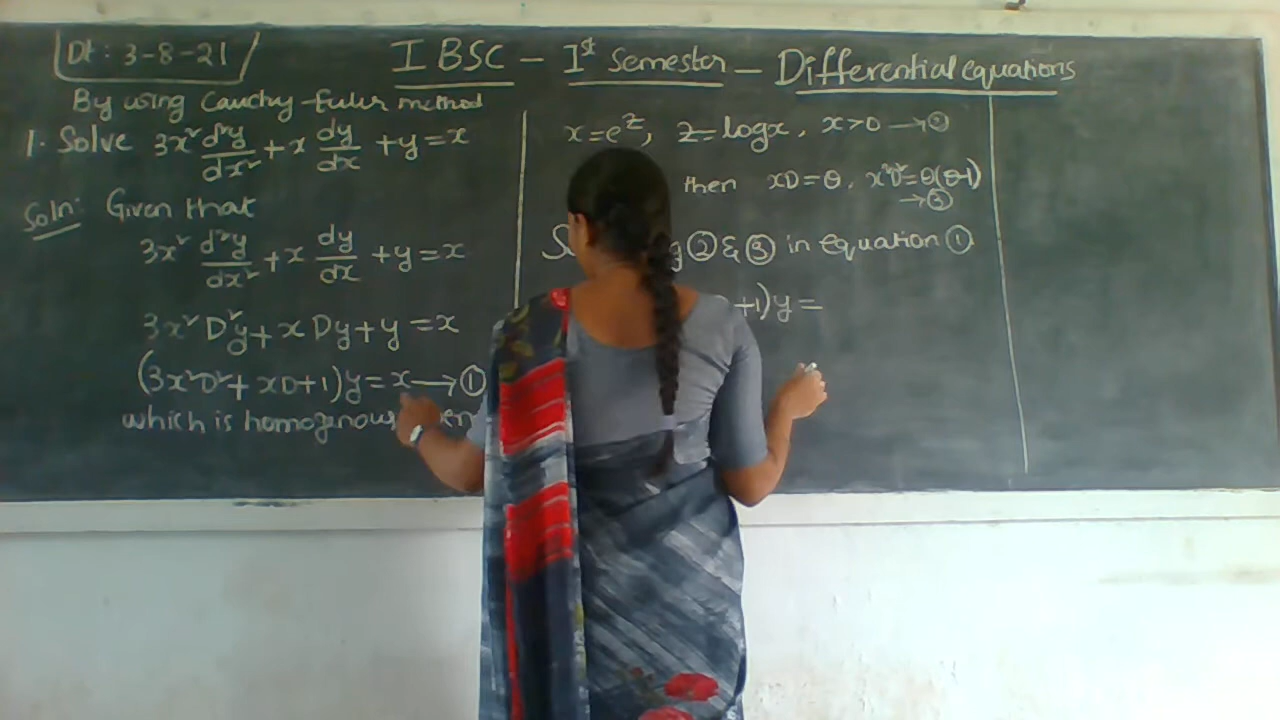 Dt: 3-8-21
I BSC - Ist Semester - Differential equations
By using Cauchy-Euler method
1. Solve 3x² d²y/dx² + x dy/dx + y = x
Soln: Given that
3x² d²y/dx² + x dy/dx + y = x
3x² D²y + x Dy + y = x
(3x²D² + xD + 1)y = x → ①
which is homogenous
x = e^z, z = logx, x>0 → ②
then xD = θ, x²D² = θ(θ-1)
→ ③
② & ③ in equation ①
+1)y =